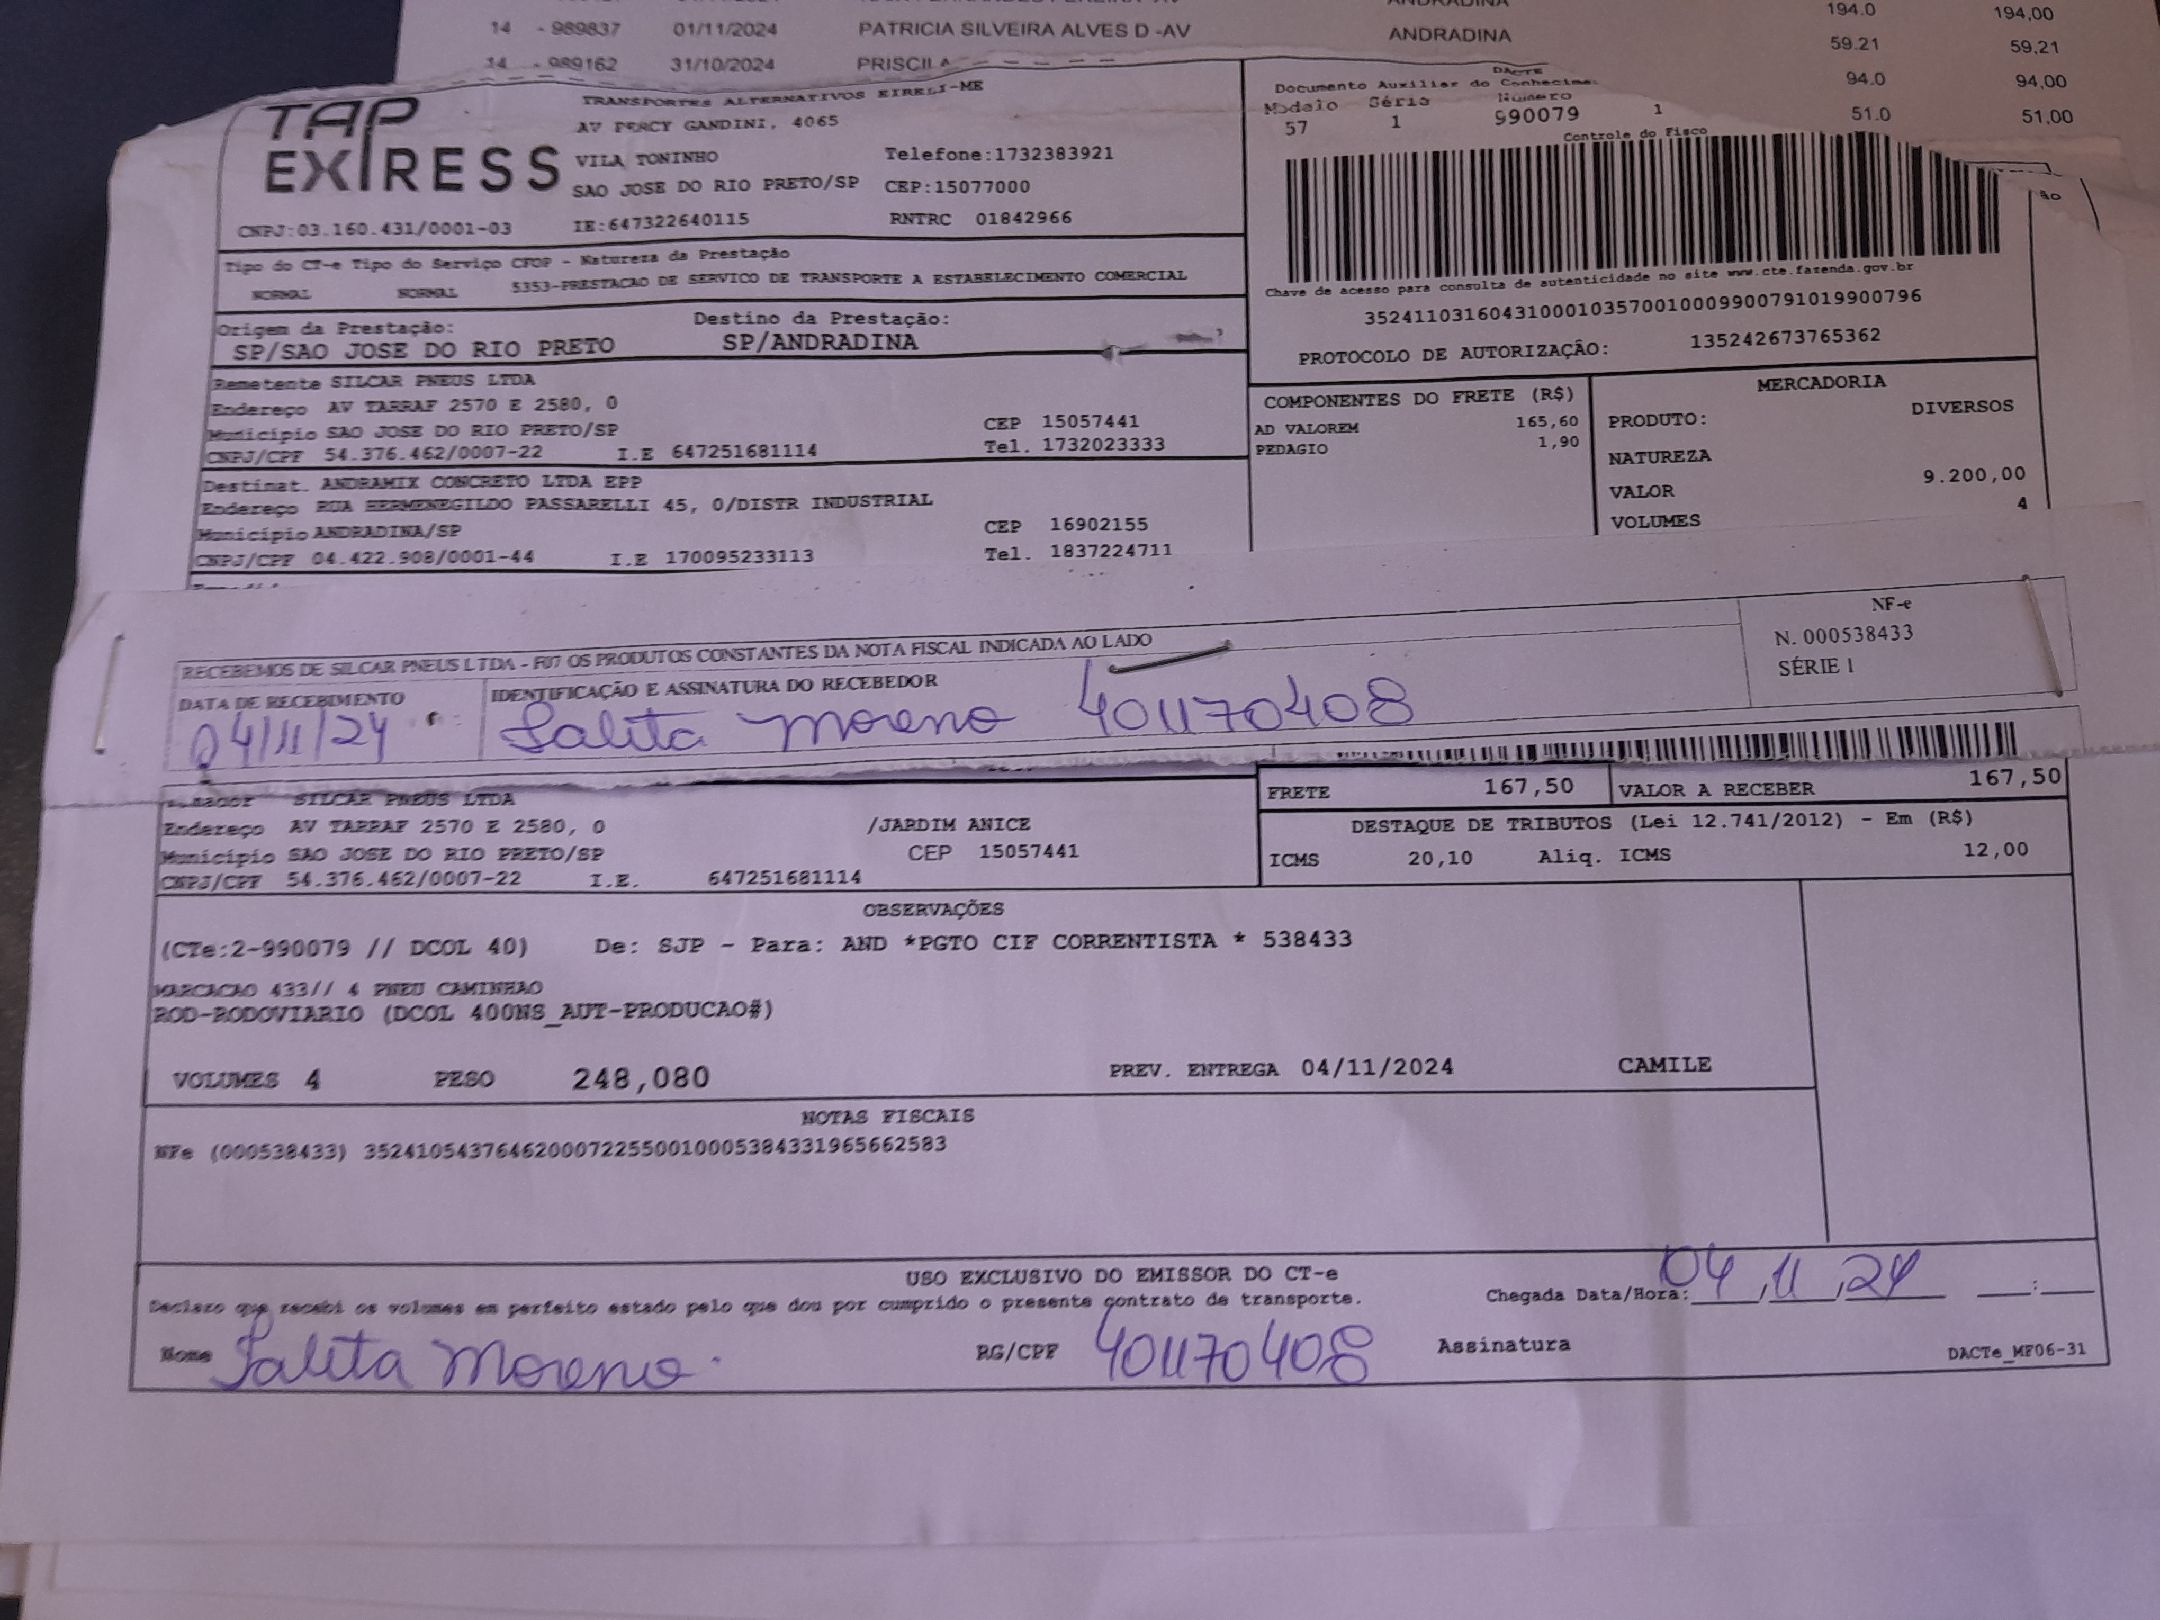 194.0 194,00
14 - 989837 01/11/2024 PATRICIA SILVEIRA ALVES D -AV ANDRADINA 59.21 59,21
14 - 989162 31/10/2024 PRISCILA 94.0 94,00
51.0 51,00
TAP EXPRESS
TRANSPORTES ALTERNATIVOS EIRELI-ME
AV PERCY GANDINI, 4065
VILA TONINHO Telefone:1732383921
SAO JOSE DO RIO PRETO/SP CEP:15077000
CNPJ:03.160.431/0001-03 IE:647322640115 RNTRC 01842966
DACTE
Documento Auxiliar do Conhecime
Modelo Série Número
57 1 990079 1
Controle do Fisco
Chave de acesso para consulta de autenticidade no site www.cte.fazenda.gov.br
35241103160431000103570010009900791019900796
PROTOCOLO DE AUTORIZAÇÃO: 135242673765362
Tipo do CT-e Tipo do Serviço CFOP - Natureza da Prestação
NORMAL NORMAL 5353-PRESTACAO DE SERVICO DE TRANSPORTE A ESTABELECIMENTO COMERCIAL
Origem da Prestação: Destino da Prestação:
SP/SAO JOSE DO RIO PRETO SP/ANDRADINA
Remetente SILCAR PNEUS LTDA
Endereço AV TARRAF 2570 E 2580, 0
Município SAO JOSE DO RIO PRETO/SP CEP 15057441
CNPJ/CPF 54.376.462/0007-22 I.E 647251681114 Tel. 1732023333
Destinat. ANDRAMIX CONCRETO LTDA EPP
Endereço RUA HERMENEGILDO PASSARELLI 45, 0/DISTR INDUSTRIAL
Município ANDRADINA/SP CEP 16902155
CNPJ/CPF 04.422.908/0001-44 I.E 170095233113 Tel. 1837224711
COMPONENTES DO FRETE (R$)
AD VALOREM 165,60
PEDAGIO 1,90
MERCADORIA
PRODUTO: DIVERSOS
NATUREZA
VALOR 9.200,00
VOLUMES 4
RECEBEMOS DE SILCAR PNEUS LTDA - F07 OS PRODUTOS CONSTANTES DA NOTA FISCAL INDICADA AO LADO
NF-e
N. 000538433
SÉRIE 1
DATA DE RECEBIMENTO IDENTIFICAÇÃO E ASSINATURA DO RECEBEDOR
04/11/24 Talita Moreno 401170408
SILCAR PNEUS LTDA
Endereço AV TARRAF 2570 E 2580, 0 /JARDIM ANICE
Município SAO JOSE DO RIO PRETO/SP CEP 15057441
CNPJ/CPF 54.376.462/0007-22 I.E. 647251681114
FRETE 167,50 VALOR A RECEBER 167,50
DESTAQUE DE TRIBUTOS (Lei 12.741/2012) - Em (R$)
ICMS 20,10 Aliq. ICMS 12,00
OBSERVAÇÕES
(CTe:2-990079 // DCOL 40) De: SJP - Para: AND *PGTO CIF CORRENTISTA * 538433
MARCACAO 433// 4 PNEU CAMINHAO
ROD-RODOVIARIO (DCOL 400NS_AUT-PRODUCAO#)
VOLUMES 4 PESO 248,080 PREV. ENTREGA 04/11/2024 CAMILE
NOTAS FISCAIS
NFe (000538433) 35241054376462000722550010005384331965662583
USO EXCLUSIVO DO EMISSOR DO CT-e
Declaro que recebi os volumes em perfeito estado pelo que dou por cumprido o presente contrato de transporte. Chegada Data/Hora: 04/11/24 :
Nome Talita Moreno RG/CPF 401170408 Assinatura
DACTe_MF06-31